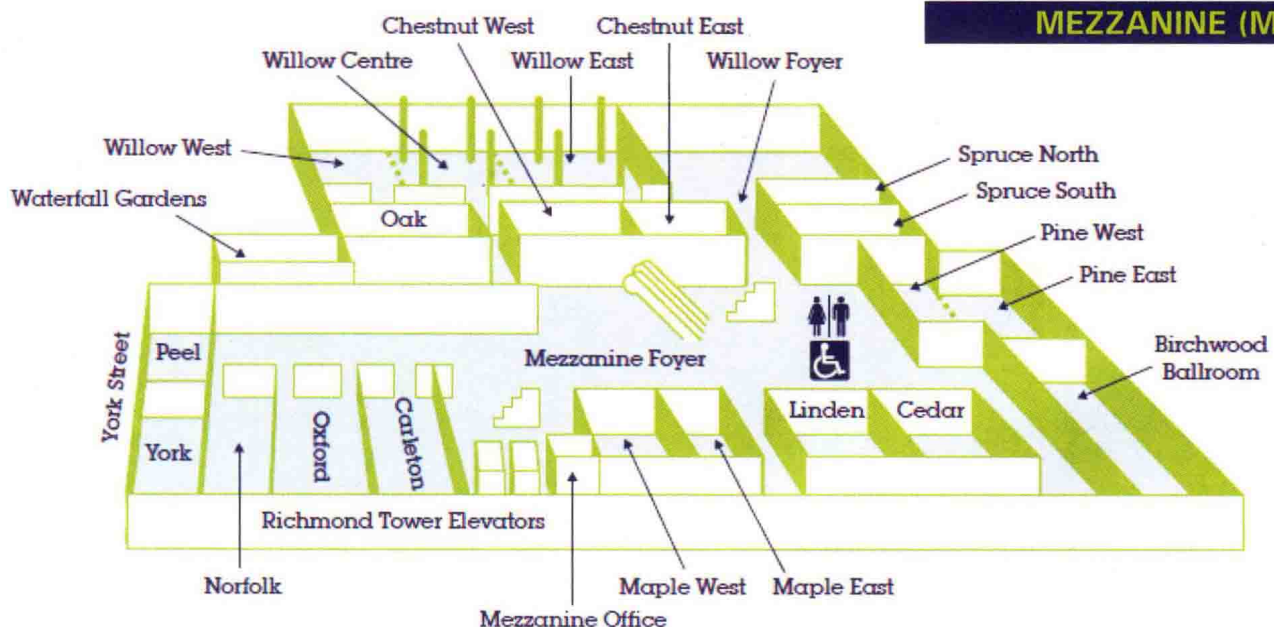 MEZZANINE (M
Chestnut West
Chestnut East
Willow Centre
Willow East
Willow Foyer
Willow West
Spruce North
Waterfall Gardens
Spruce South
Oak
Pine West
Pine East
Peel
Mezzanine Foyer
Birchwood
Ballroom
York Street
Linden
Cedar
Oxford
Carleton
York
Richmond Tower Elevators
Norfolk
Maple West
Maple East
Mezzanine Office